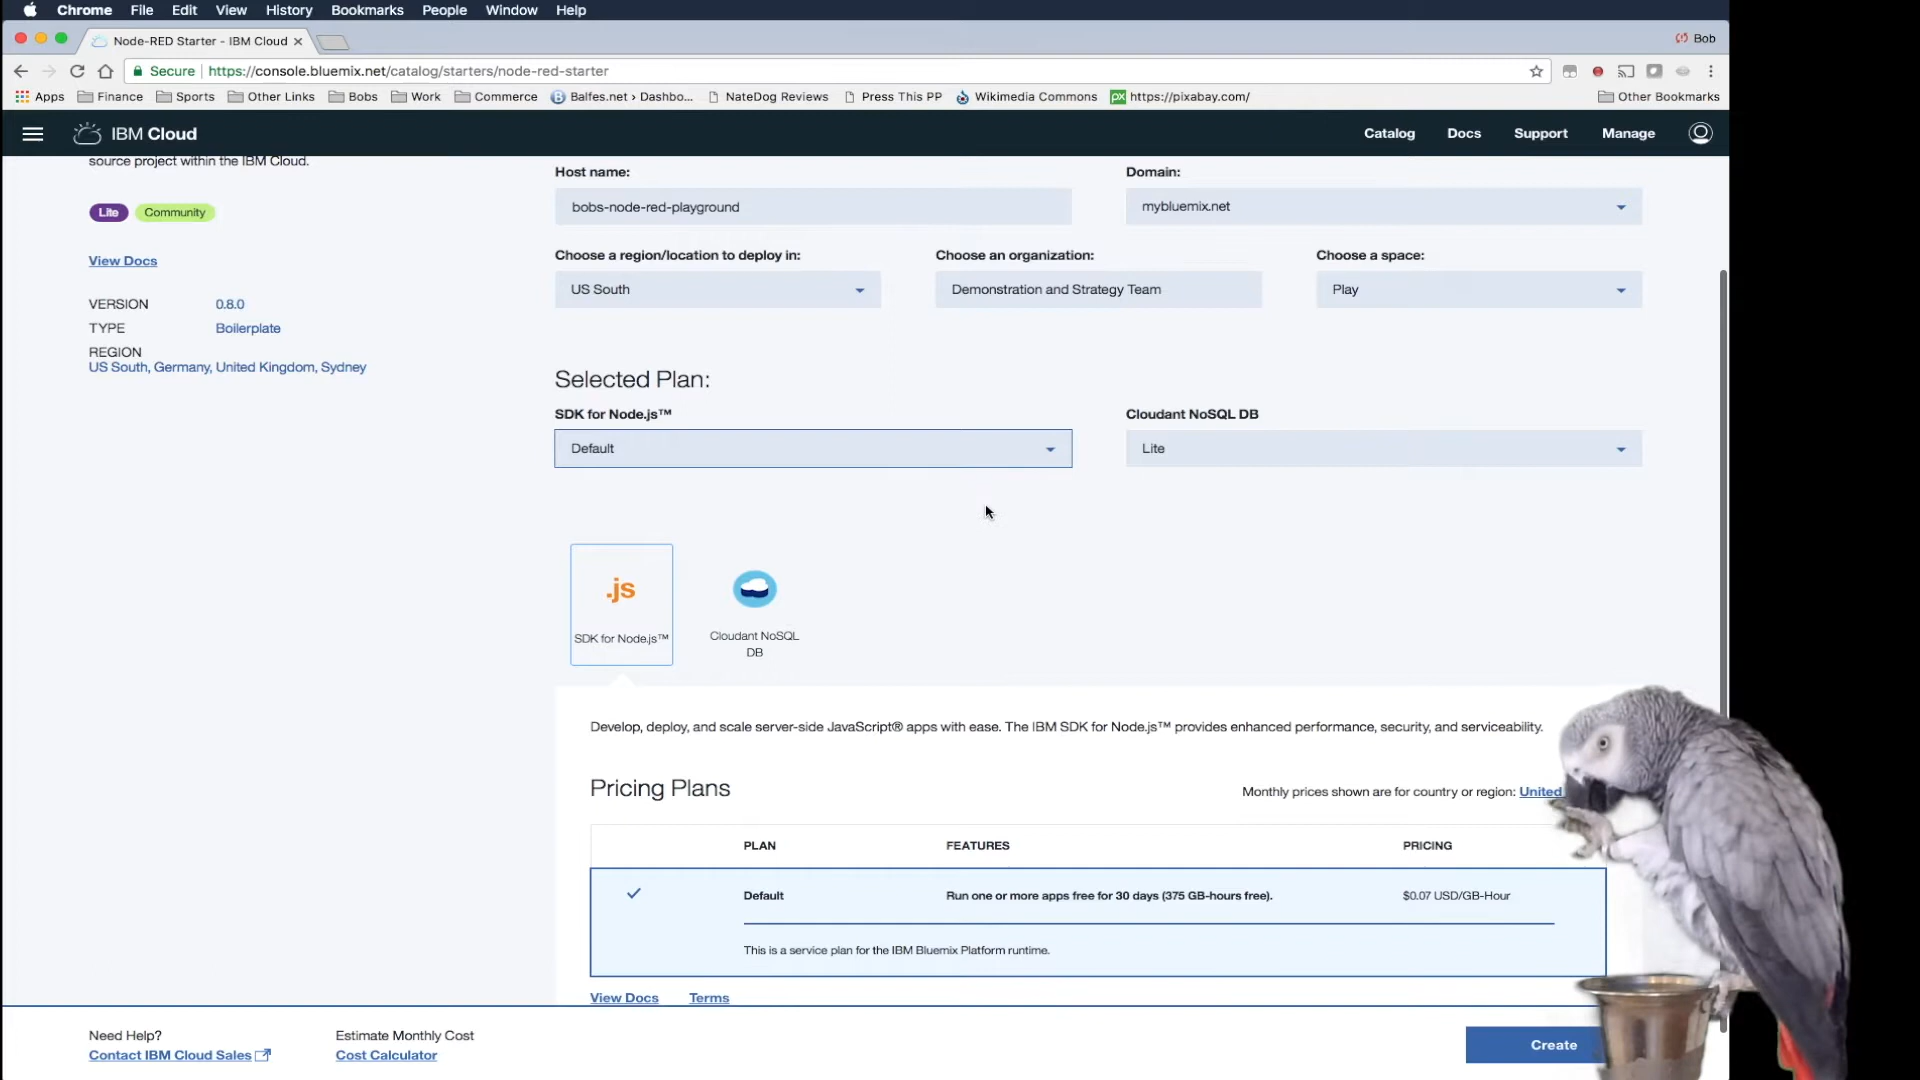 Chrome File Edit View History Bookmarks People Window Help
Node-RED Starter - IBM Cloud
Bob
Secure https://console.bluemix.net/catalog/starters/node-red-starter
Apps Finance Sports Other Links Bobs Work Commerce Balfes.net › Dashbo... NateDog Reviews Press This PP Wikimedia Commons px https://pixabay.com/ Other Bookmarks
IBM Cloud Catalog Docs Support Manage
source project within the IBM Cloud.
Lite Community
View Docs
VERSION 0.8.0
TYPE Boilerplate
REGION
US South, Germany, United Kingdom, Sydney
Host name: Domain:
bobs-node-red-playground mybluemix.net
Choose a region/location to deploy in: Choose an organization: Choose a space:
US South Demonstration and Strategy Team Play
Selected Plan:
SDK for Node.js™ Cloudant NoSQL DB
Default Lite
.js
SDK for Node.js™ Cloudant NoSQL
DB
Develop, deploy, and scale server-side JavaScript® apps with ease. The IBM SDK for Node.js™ provides enhanced performance, security, and serviceability.
Pricing Plans
Monthly prices shown are for country or region: United
PLAN FEATURES PRICING
Default Run one or more apps free for 30 days (375 GB-hours free). $0.07 USD/GB-Hour
This is a service plan for the IBM Bluemix Platform runtime.
View Docs Terms
Need Help? Estimate Monthly Cost
Contact IBM Cloud Sales Cost Calculator
Create